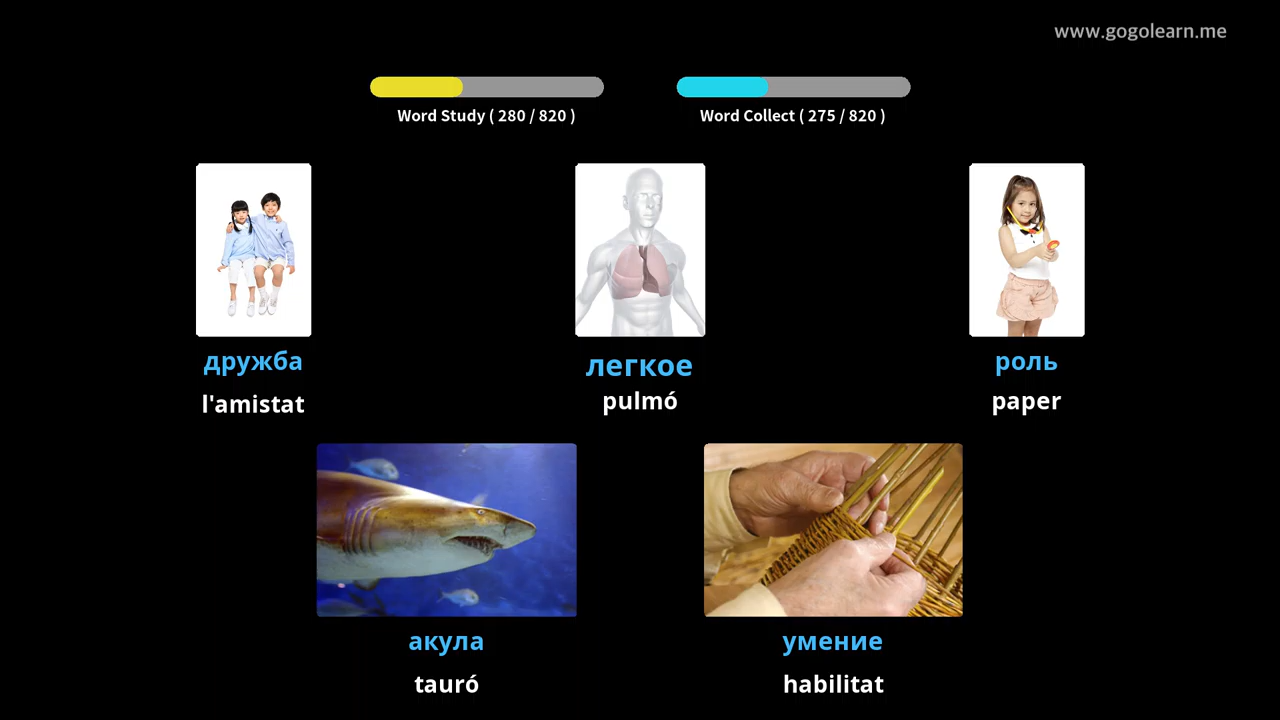 www.gogolearn.me
Word Study ( 280 / 820 )
Word Collect ( 275 / 820 )
дружба
l'amistat
легкое
pulmó
роль
paper
акула
tauró
умение
habilitat